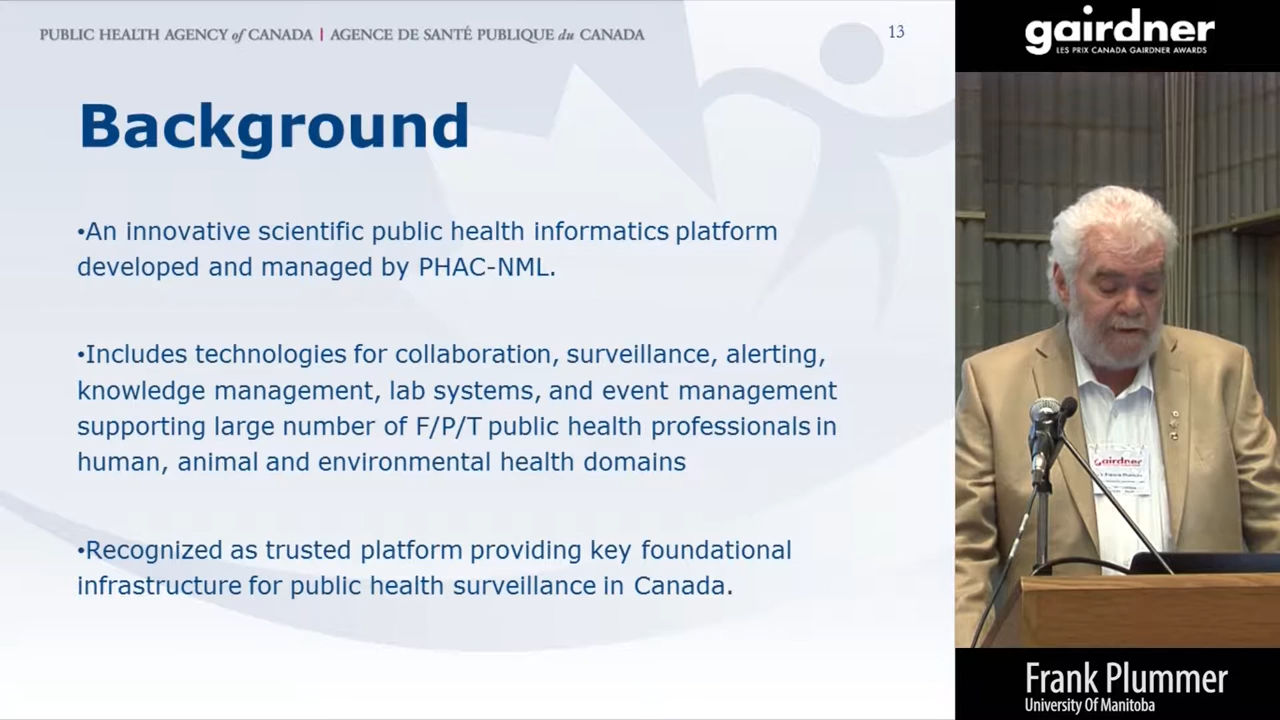 PUBLIC HEALTH AGENCY of CANADA | AGENCE DE SANTÉ PUBLIQUE du CANADA
13
Background
•An innovative scientific public health informatics platform
developed and managed by PHAC-NML.
•Includes technologies for collaboration, surveillance, alerting,
knowledge management, lab systems, and event management
supporting large number of F/P/T public health professionals in
human, animal and environmental health domains
•Recognized as trusted platform providing key foundational
infrastructure for public health surveillance in Canada.
gairdner
LES PRIX CANADA GAIRDNER AWARDS
gairdner
Frank Plummer
University Of Manitoba